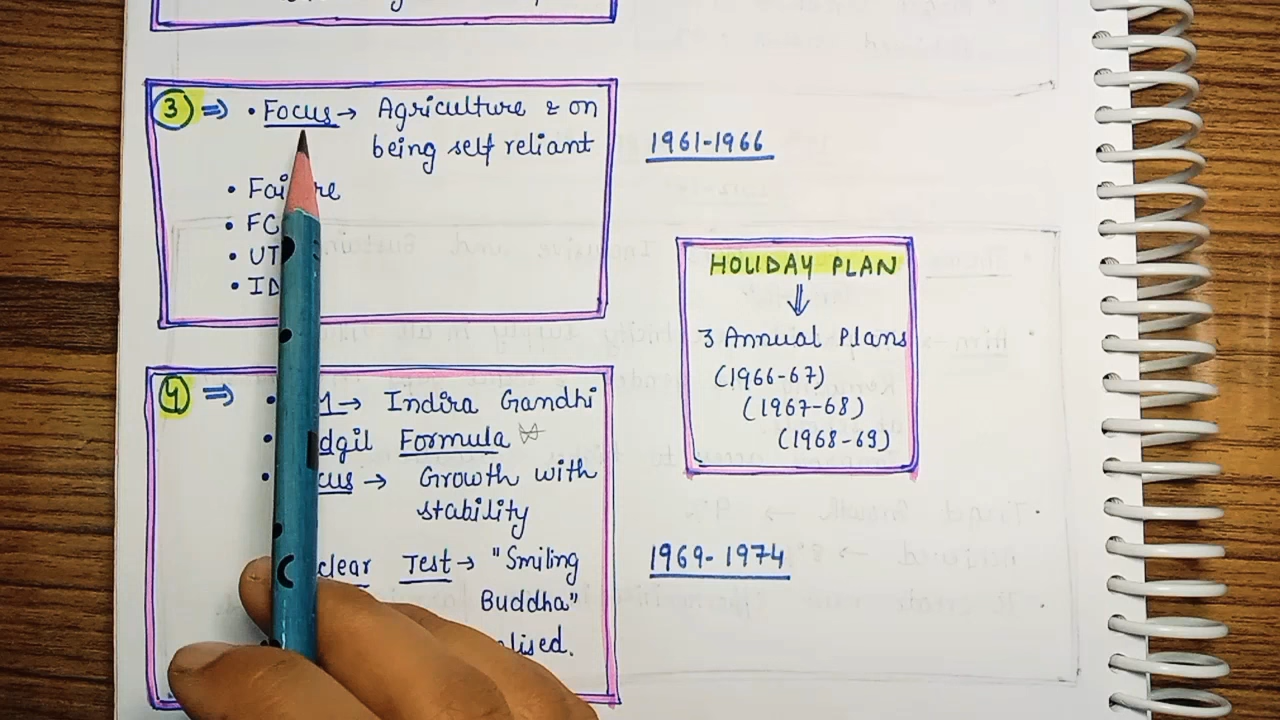 3 ⇒ • Focus → Agriculture & on
being self reliant
1961-1966
• Fai re
• FC
• UT
• ID
HOLIDAY PLAN
⇓
3 Annual Plans
(1966-67)
(1967-68)
(1968-69)
4 ⇒ • 1 → Indira Gandhi
• dgil Formula
• cus → Growth with
stability
clear Test → "Smiling
Buddha"
lised.
1969-1974